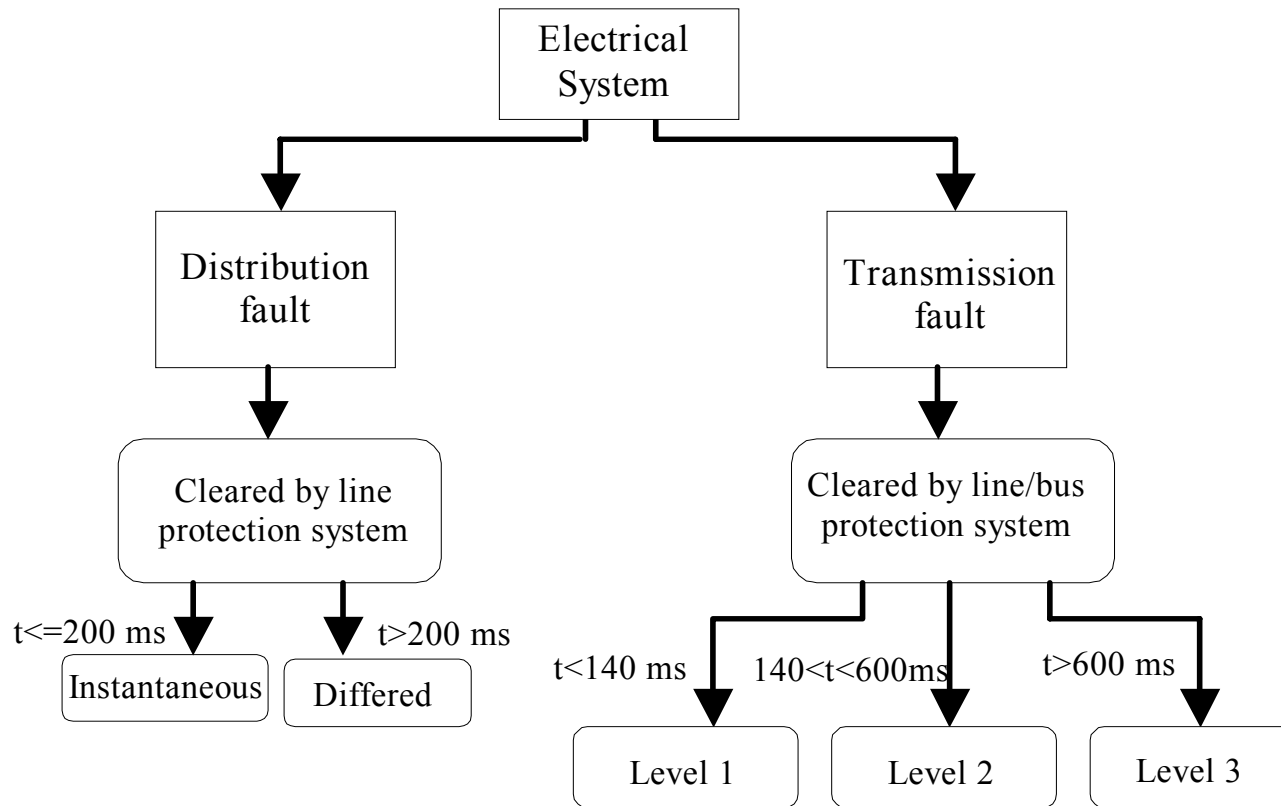 Electrical
System
Distribution
fault
Transmission
fault
Cleared by line
protection system
Cleared by line/bus
protection system
t<=200 ms
t>200 ms
t<140 ms
140<t<600ms
t>600 ms
Instantaneous
Differed
Level 1
Level 2
Level 3